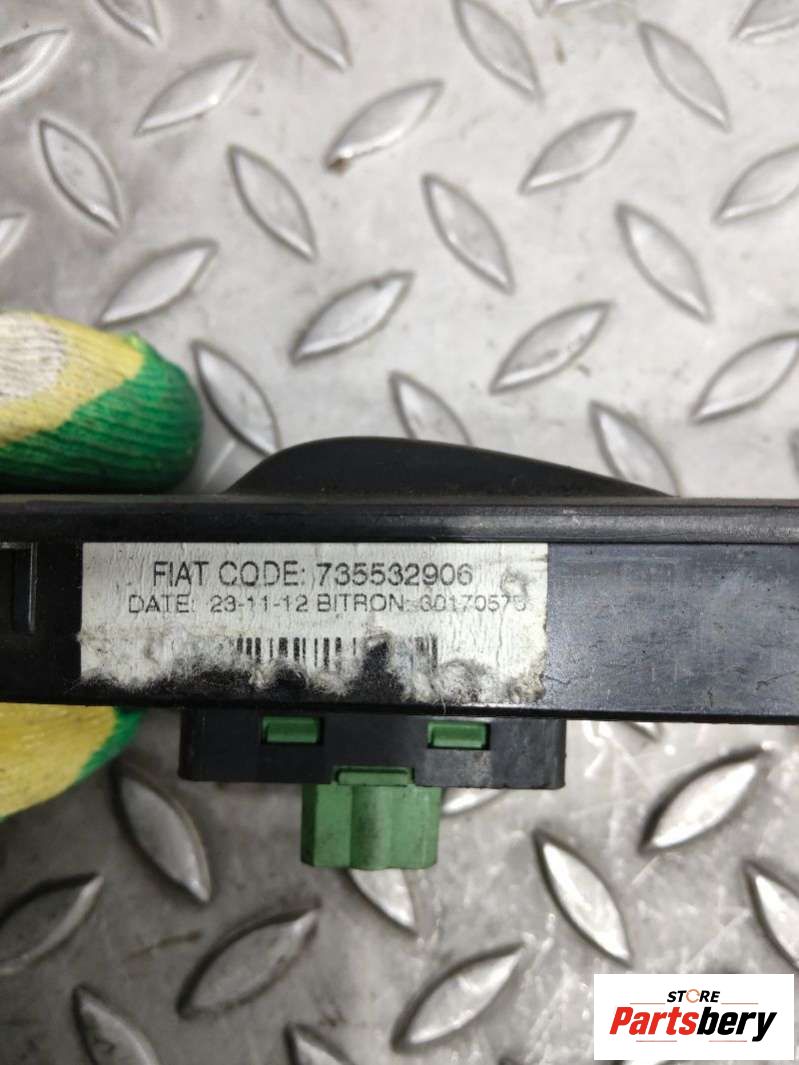 FIAT CODE: 735532906
DATE: 23-11-12 BITRON:
STORE
Partsbery